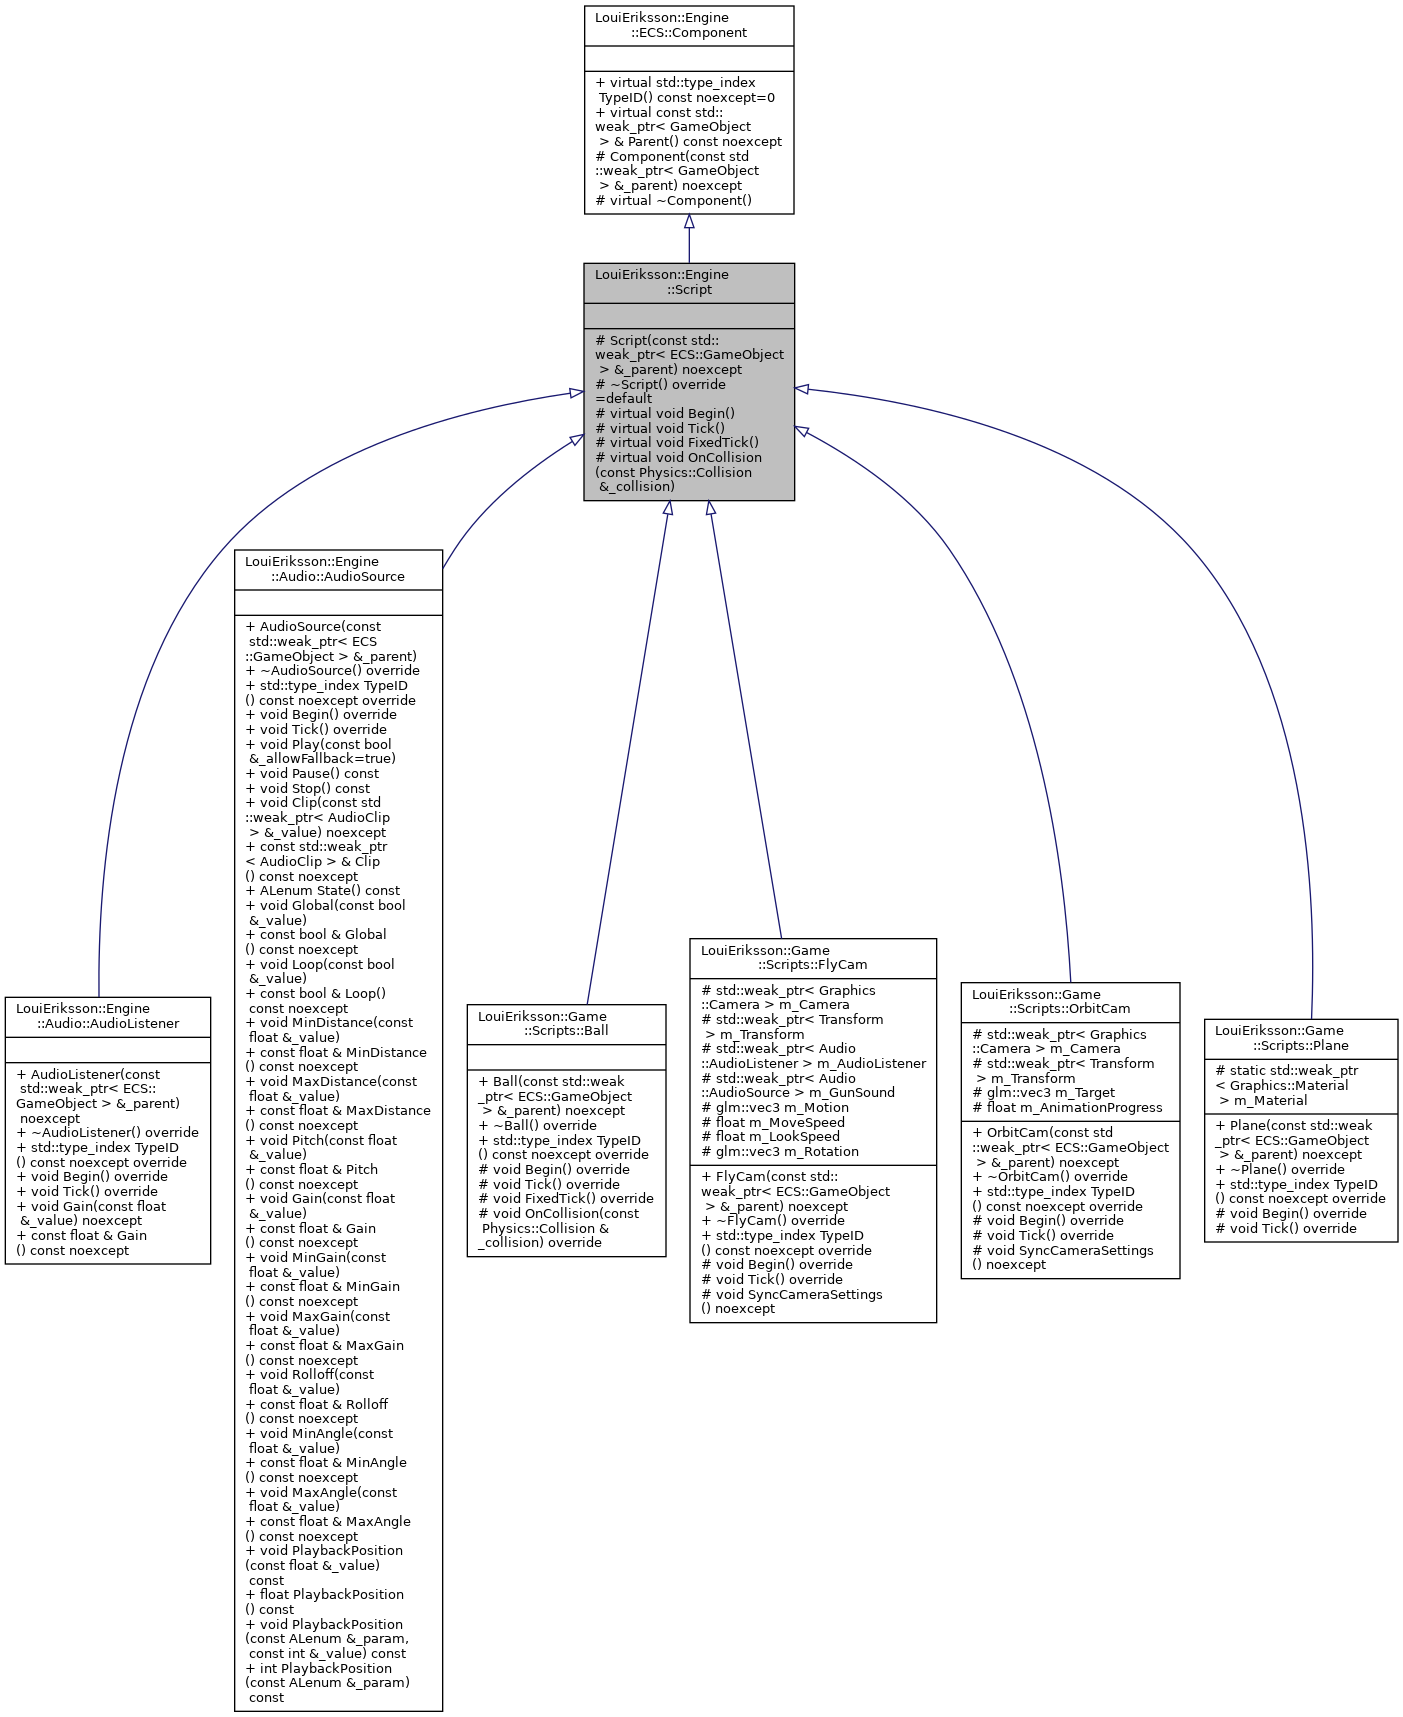 LouiEriksson::Engine
::ECS::Component
+ virtual std::type_index
TypeID() const noexcept=0
+ virtual const std::
weak_ptr< GameObject
> & Parent() const noexcept
# Component(const std
::weak_ptr< GameObject
> &_parent) noexcept
# virtual ~Component()
LouiEriksson::Engine
::Script
# Script(const std::
weak_ptr< ECS::GameObject
> &_parent) noexcept
# ~Script() override
=default
# virtual void Begin()
# virtual void Tick()
# virtual void FixedTick()
# virtual void OnCollision
(const Physics::Collision
&_collision)
LouiEriksson::Engine
::Audio::AudioListener
+ AudioListener(const
std::weak_ptr< ECS::
GameObject > &_parent)
noexcept
+ ~AudioListener() override
+ std::type_index TypeID
() const noexcept override
+ void Begin() override
+ void Tick() override
+ void Gain(const float
&_value) noexcept
+ const float & Gain
() const noexcept
LouiEriksson::Engine
::Audio::AudioSource
+ AudioSource(const
std::weak_ptr< ECS
::GameObject > &_parent)
+ ~AudioSource() override
+ std::type_index TypeID
() const noexcept override
+ void Begin() override
+ void Tick() override
+ void Play(const bool
&_allowFallback=true)
+ void Pause() const
+ void Stop() const
+ void Clip(const std
::weak_ptr< AudioClip
> &_value) noexcept
+ const std::weak_ptr
< AudioClip > & Clip
() const noexcept
+ ALenum State() const
+ void Global(const bool
&_value)
+ const bool & Global
() const noexcept
+ void Loop(const bool
&_value)
+ const bool & Loop()
const noexcept
+ void MinDistance(const
float &_value)
+ const float & MinDistance
() const noexcept
+ void MaxDistance(const
float &_value)
+ const float & MaxDistance
() const noexcept
+ void Pitch(const float
&_value)
+ const float & Pitch
() const noexcept
+ void Gain(const float
&_value)
+ const float & Gain
() const noexcept
+ void MinGain(const
float &_value)
+ const float & MinGain
() const noexcept
+ void MaxGain(const
float &_value)
+ const float & MaxGain
() const noexcept
+ void Rolloff(const
float &_value)
+ const float & Rolloff
() const noexcept
+ void MinAngle(const
float &_value)
+ const float & MinAngle
() const noexcept
+ void MaxAngle(const
float &_value)
+ const float & MaxAngle
() const noexcept
+ void PlaybackPosition
(const float &_value)
const
+ float PlaybackPosition
() const
+ void PlaybackPosition
(const ALenum &_param,
const int &_value) const
+ int PlaybackPosition
(const ALenum &_param)
const
LouiEriksson::Game
::Scripts::Ball
+ Ball(const std::weak
_ptr< ECS::GameObject
> &_parent) noexcept
+ ~Ball() override
+ std::type_index TypeID
() const noexcept override
# void Begin() override
# void Tick() override
# void FixedTick() override
# void OnCollision(const
Physics::Collision &
_collision) override
LouiEriksson::Game
::Scripts::FlyCam
# std::weak_ptr< Graphics
::Camera > m_Camera
# std::weak_ptr< Transform
> m_Transform
# std::weak_ptr< Audio
::AudioListener > m_AudioListener
# std::weak_ptr< Audio
::AudioSource > m_GunSound
# glm::vec3 m_Motion
# float m_MoveSpeed
# float m_LookSpeed
# glm::vec3 m_Rotation
+ FlyCam(const std::
weak_ptr< ECS::GameObject
> &_parent) noexcept
+ ~FlyCam() override
+ std::type_index TypeID
() const noexcept override
# void Begin() override
# void Tick() override
# void SyncCameraSettings
() noexcept
LouiEriksson::Game
::Scripts::OrbitCam
# std::weak_ptr< Graphics
::Camera > m_Camera
# std::weak_ptr< Transform
> m_Transform
# glm::vec3 m_Target
# float m_AnimationProgress
+ OrbitCam(const std
::weak_ptr< ECS::GameObject
> &_parent) noexcept
+ ~OrbitCam() override
+ std::type_index TypeID
() const noexcept override
# void Begin() override
# void Tick() override
# void SyncCameraSettings
() noexcept
LouiEriksson::Game
::Scripts::Plane
# static std::weak_ptr
< Graphics::Material
> m_Material
+ Plane(const std::weak
_ptr< ECS::GameObject
> &_parent) noexcept
+ ~Plane() override
+ std::type_index TypeID
() const noexcept override
# void Begin() override
# void Tick() override